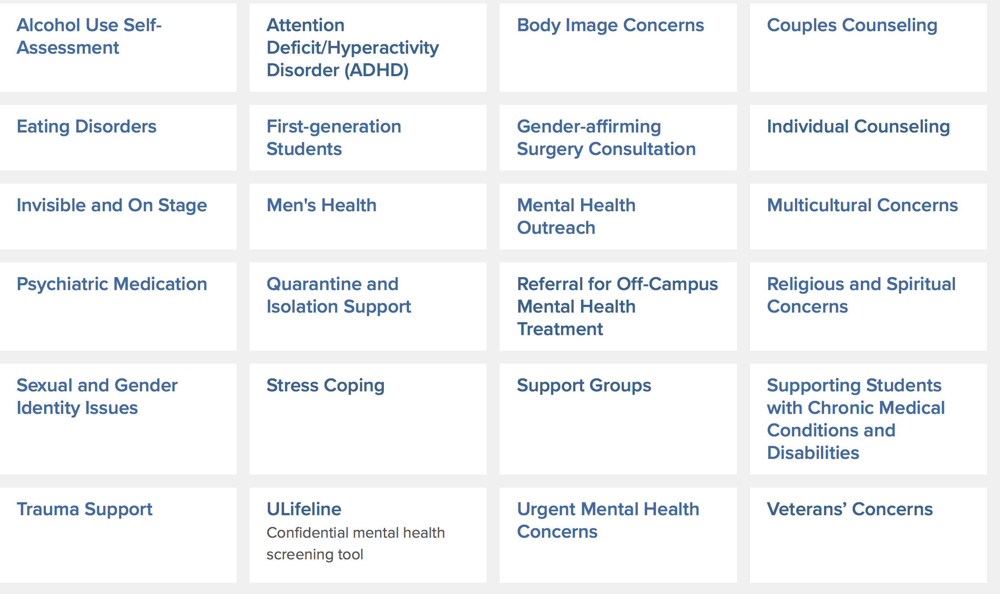 Alcohol Use Self-
Assessment
Attention
Deficit/Hyperactivity
Disorder (ADHD)
Body Image Concerns
Couples Counseling
Eating Disorders
First-generation
Students
Gender-affirming
Surgery Consultation
Individual Counseling
Invisible and On Stage
Men's Health
Mental Health
Outreach
Multicultural Concerns
Psychiatric Medication
Quarantine and
Isolation Support
Referral for Off-Campus
Mental Health
Treatment
Religious and Spiritual
Concerns
Sexual and Gender
Identity Issues
Stress Coping
Support Groups
Supporting Students
with Chronic Medical
Conditions and
Disabilities
Trauma Support
ULifeline
Confidential mental health
screening tool
Urgent Mental Health
Concerns
Veterans’ Concerns